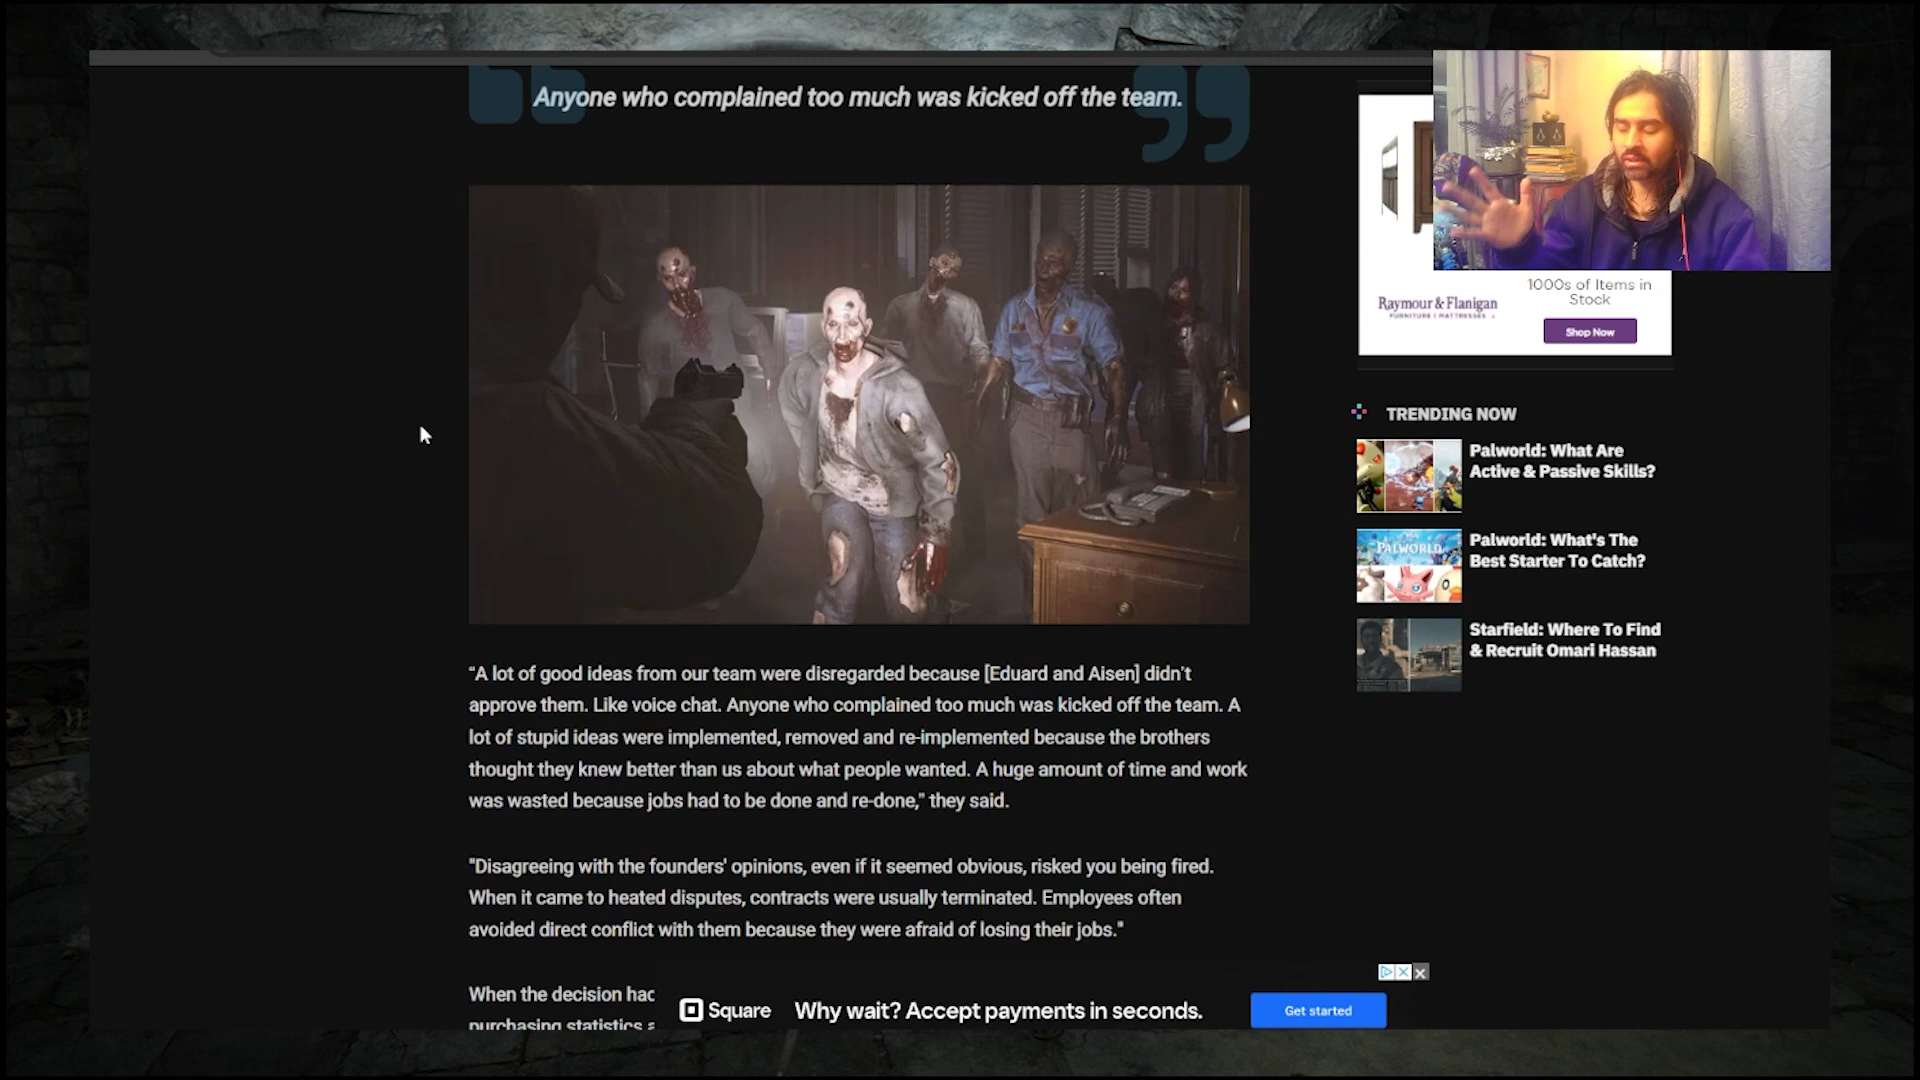 Anyone who complained too much was kicked off the team.
"A lot of good ideas from our team were disregarded because [Eduard and Aisen] didn't
approve them. Like voice chat. Anyone who complained too much was kicked off the team. A
lot of stupid ideas were implemented, removed and re-implemented because the brothers
thought they knew better than us about what people wanted. A huge amount of time and work
was wasted because jobs had to be done and re-done," they said.
"Disagreeing with the founders' opinions, even if it seemed obvious, risked you being fired.
When it came to heated disputes, contracts were usually terminated. Employees often
avoided direct conflict with them because they were afraid of losing their jobs."
When the decision had
purchasing statistics
Square
Why wait? Accept payments in seconds.
Get started
1000s of Items in
Stock
Raymour & Flanigan
FURNITURE | MATTRESSES
Shop Now
TRENDING NOW
Palworld: What Are
Active & Passive Skills?
PALWORLD
Palworld: What's The
Best Starter To Catch?
Starfield: Where To Find
& Recruit Omari Hassan